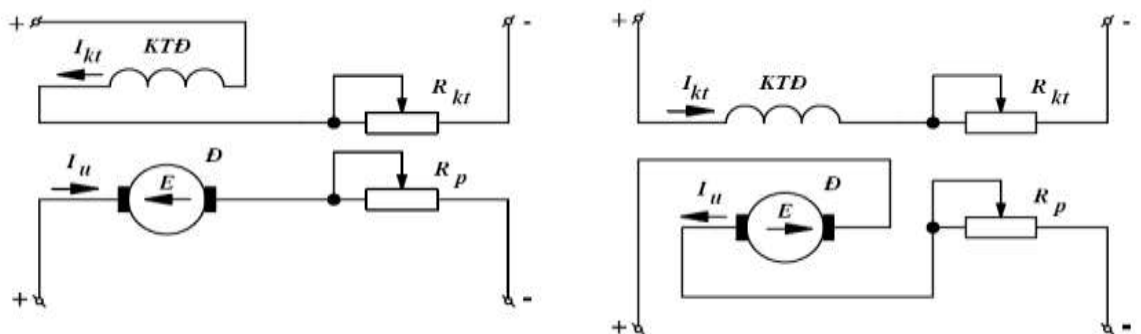 + -
I_kt KTĐ
R_kt
I_u E Đ
R_p
+ -
+ -
I_kt KTĐ
R_kt
I_u E Đ
R_p
+ -